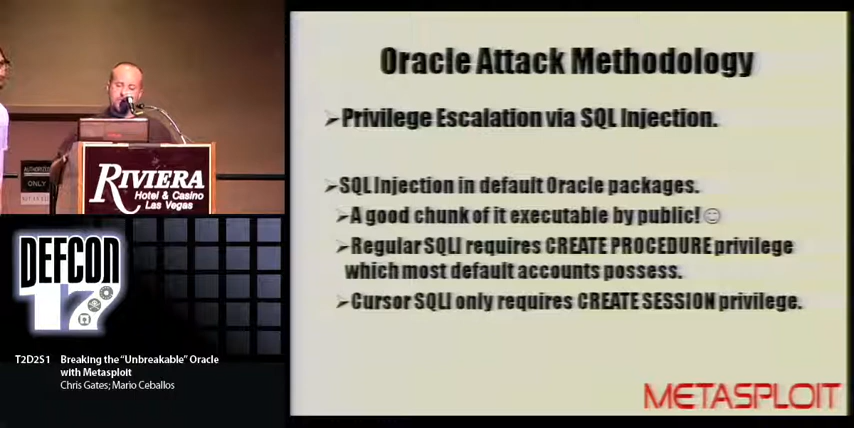 Oracle Attack Methodology
➢Privilege Escalation via SQL Injection.
➢SQL Injection in default Oracle packages.
➢A good chunk of it executable by public!☺
➢Regular SQLI requires CREATE PROCEDURE privilege
which most default accounts possess.
➢Cursor SQLI only requires CREATE SESSION privilege.
METASPLOIT
AUTHORIZED
ONLY
RIVIERA
Hotel & Casino
Las Vegas
DEFCON
17
T2D2S1 Breaking the “Unbreakable” Oracle
with Metasploit
Chris Gates; Mario Ceballos